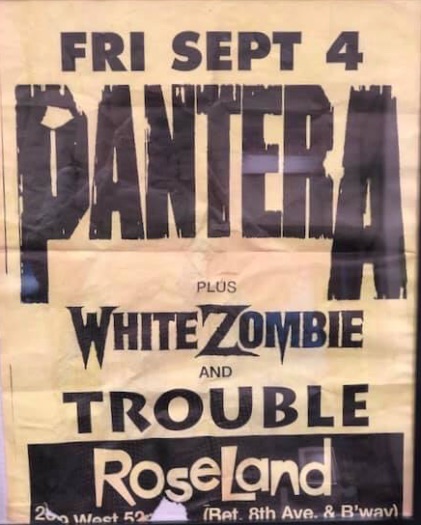 FRI SEPT 4
PANTERA
PLUS
WHITE ZOMBIE
AND
TROUBLE
RoseLand
West (Bet. 8th Ave. & B'way)